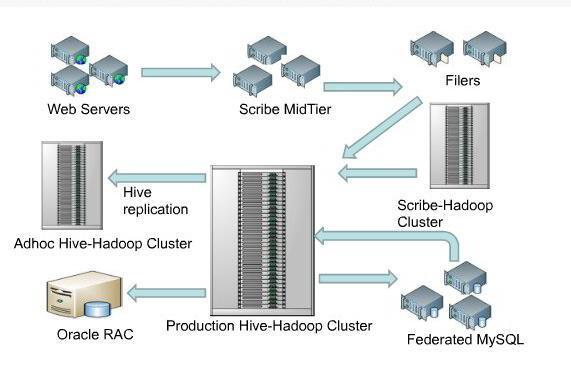 Web Servers
Scribe MidTier
Filers
Scribe-Hadoop
Cluster
Hive
replication
Adhoc Hive-Hadoop Cluster
Production Hive-Hadoop Cluster
Oracle RAC
Federated MySQL